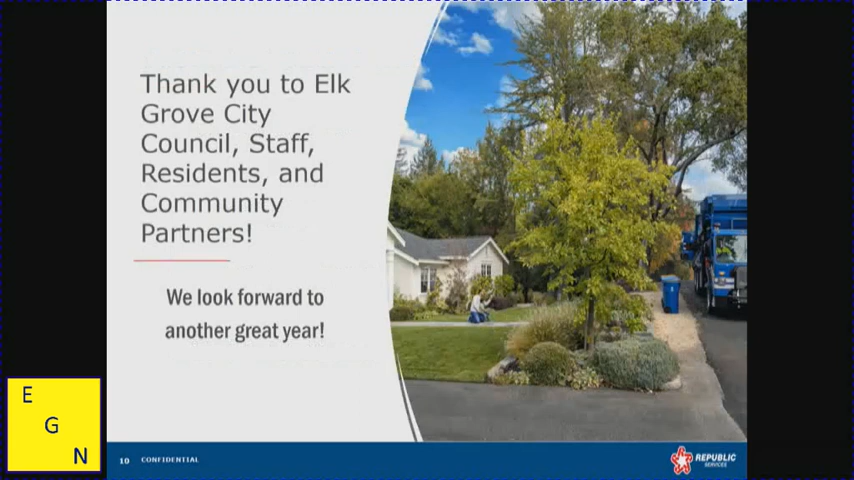 Thank you to Elk
Grove City
Council, Staff,
Residents, and
Community
Partners!
We look forward to
another great year!
E
G
N
10 CONFIDENTIAL
REPUBLIC
SERVICES